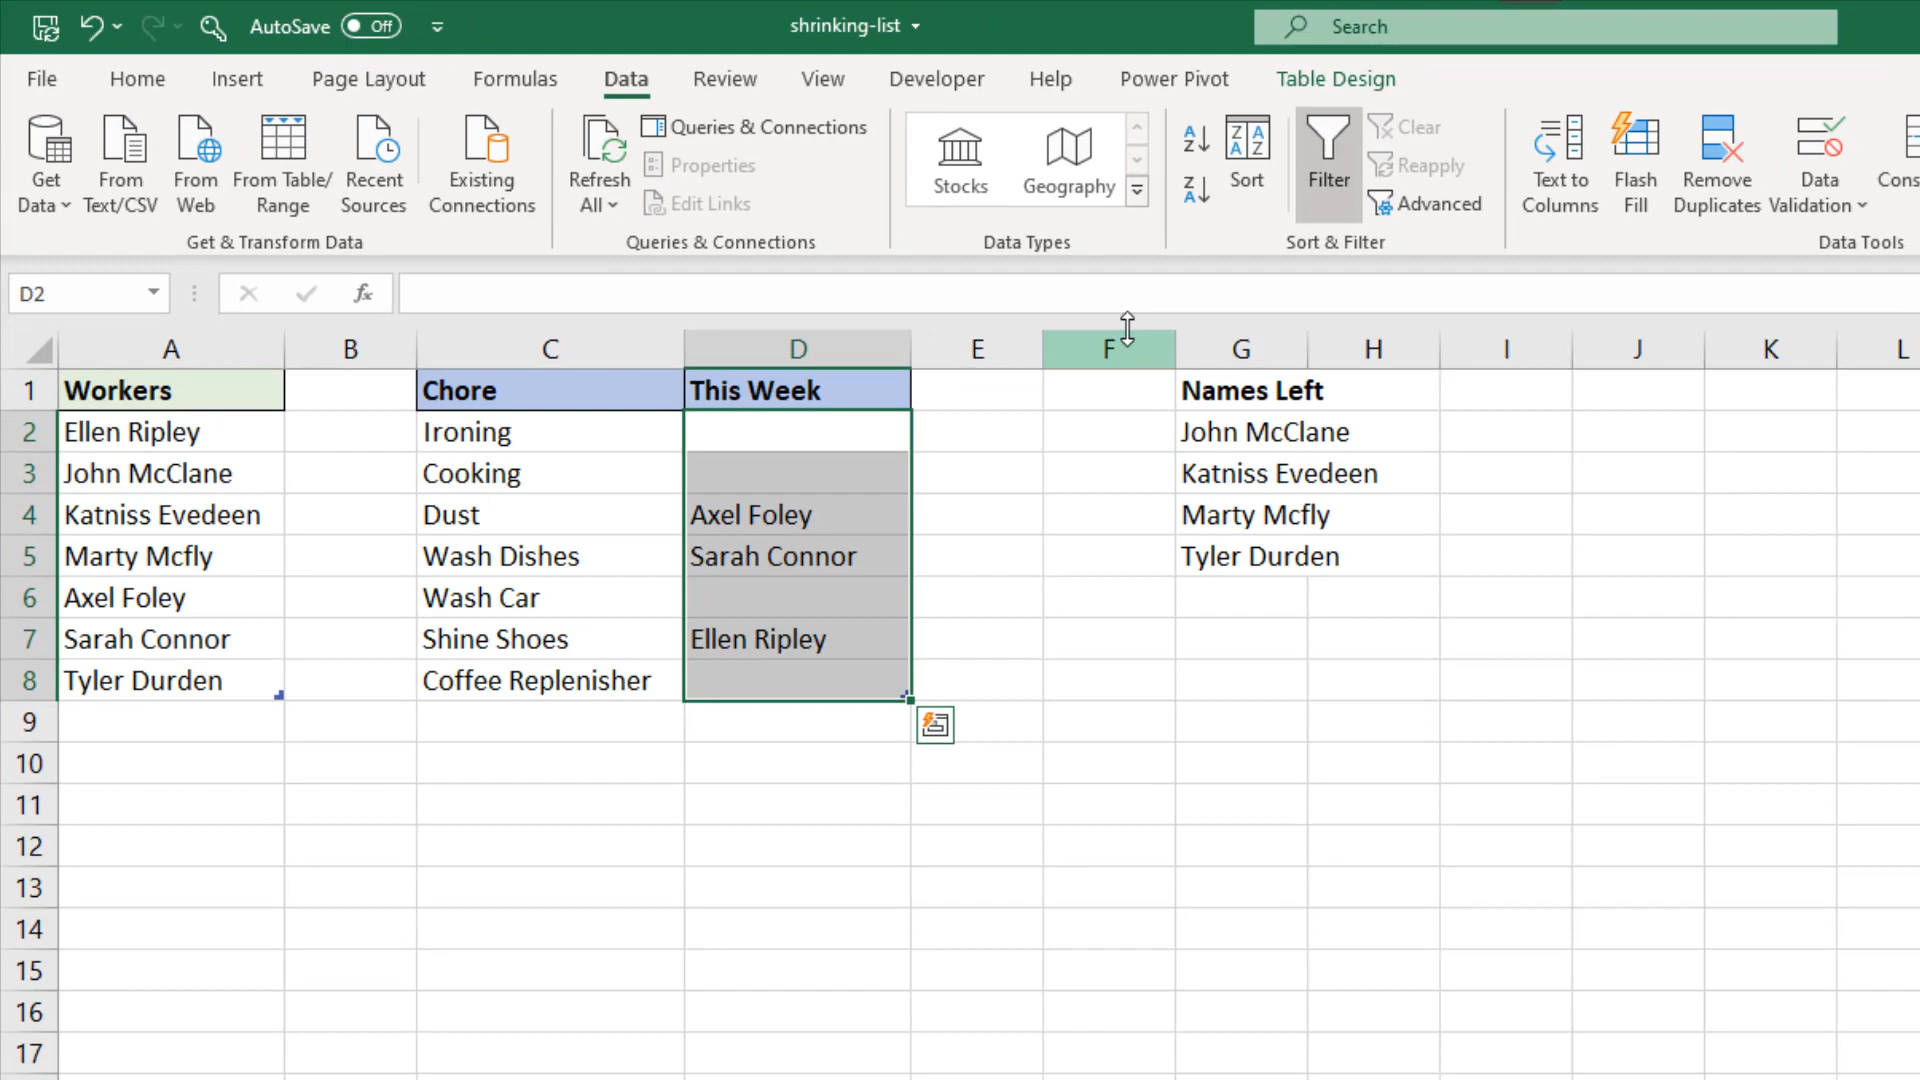 AutoSave Off shrinking-list Search
File Home Insert Page Layout Formulas Data Review View Developer Help Power Pivot Table Design
Get Data From Text/CSV From Web From Table/ Range Recent Sources Existing Connections
Get & Transform Data
Refresh All Queries & Connections
Properties
Edit Links
Queries & Connections
Stocks Geography
Data Types
Sort Filter Clear
Reapply
Advanced
Sort & Filter
Text to Columns Flash Fill Remove Duplicates Data Validation Cons
Data Tools
D2 fx
A B C D E F G H I J K L
1 Workers Chore This Week Names Left
2 Ellen Ripley Ironing John McClane
3 John McClane Cooking Katniss Evedeen
4 Katniss Evedeen Dust Axel Foley Marty Mcfly
5 Marty Mcfly Wash Dishes Sarah Connor Tyler Durden
6 Axel Foley Wash Car
7 Sarah Connor Shine Shoes Ellen Ripley
8 Tyler Durden Coffee Replenisher
9
10
11
12
13
14
15
16
17